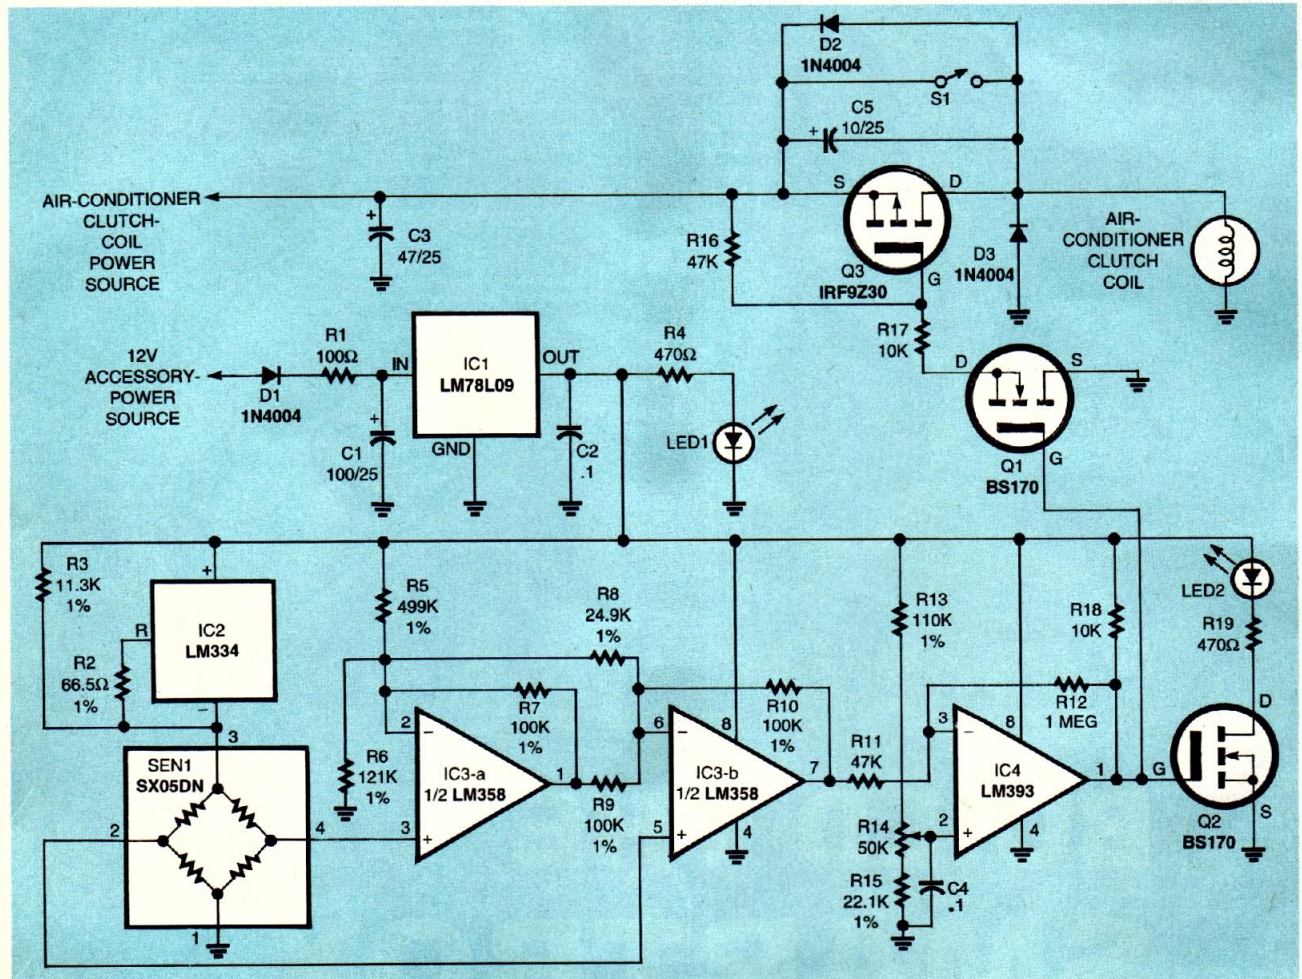 D2
1N4004
S1
C5
+
10/25
S
D
AIR-CONDITIONER
CLUTCH-
COIL
POWER
SOURCE
+
C3
47/25
R16
47K
Q3
IRF9Z30
G
D3
1N4004
AIR-
CONDITIONER
CLUTCH
COIL
12V
ACCESSORY-
POWER
SOURCE
D1
1N4004
R1
100Ω
IN
IC1
LM78L09
OUT
GND
+
C1
100/25
C2
.1
R4
470Ω
LED1
R17
10K
D
S
Q1
BS170
G
R3
11.3K
1%
+
R
IC2
LM334
−
R2
66.5Ω
1%
3
SEN1
SX05DN
2
4
1
R5
499K
1%
R6
121K
1%
R7
100K
1%
R8
24.9K
1%
2
−
IC3-a
1/2 LM358
3
+
1
R9
100K
1%
6
−
8
IC3-b
1/2 LM358
5
+
4
7
R10
100K
1%
R11
47K
R13
110K
1%
R14
50K
R15
22.1K
1%
C4
.1
3
−
8
IC4
LM393
2
+
4
1
R12
1 MEG
R18
10K
LED2
R19
470Ω
D
G
S
Q2
BS170